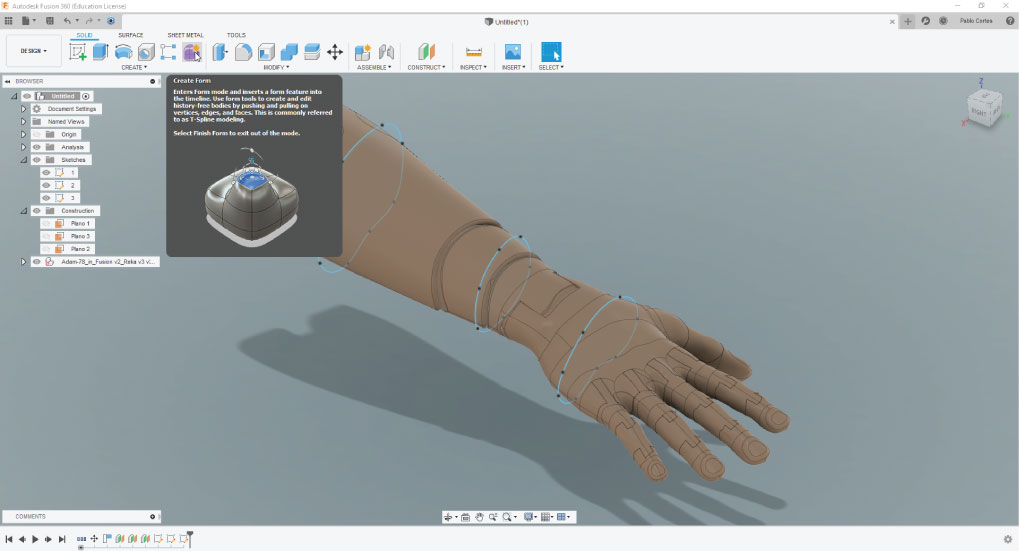 Autodesk Fusion 360 (Education License)
Untitled*(1)
Pablo Cortes
DESIGN
SOLID
SURFACE
SHEET METAL
TOOLS
CREATE
MODIFY
ASSEMBLE
CONSTRUCT
INSPECT
INSERT
SELECT
BROWSER
Untitled
Document Settings
Named Views
Origin
Analysis
Sketches
1
2
3
Construction
Plano 1
Plano 3
Plano 2
Adam-78_in_Fusion v2_Reka v3 v...
Create Form
Enters Form mode and inserts a form feature into
the timeline. Use form tools to create and edit
history-free bodies by pushing and pulling on
vertices, edges, and faces. This is commonly referred
to as T-Spline modeling.
Select Finish Form to exit out of the mode.
Z
RIGHT
X
COMMENTS